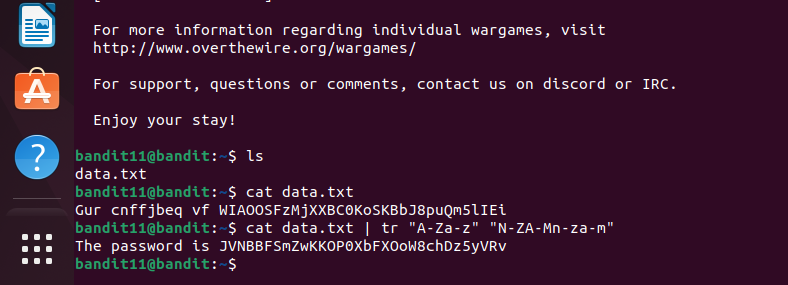 For more information regarding individual wargames, visit
http://www.overthewire.org/wargames/
For support, questions or comments, contact us on discord or IRC.
Enjoy your stay!
bandit11@bandit:~$ ls
data.txt
bandit11@bandit:~$ cat data.txt
Gur cnffjbeq vf WIAOOSFzMjXXBC0KoSKBbJ8puQm5lIEi
bandit11@bandit:~$ cat data.txt | tr "A-Za-z" "N-ZA-Mn-za-m"
The password is JVNBBFSmZwKKOP0XbFXOoW8chDz5yVRv
bandit11@bandit:~$